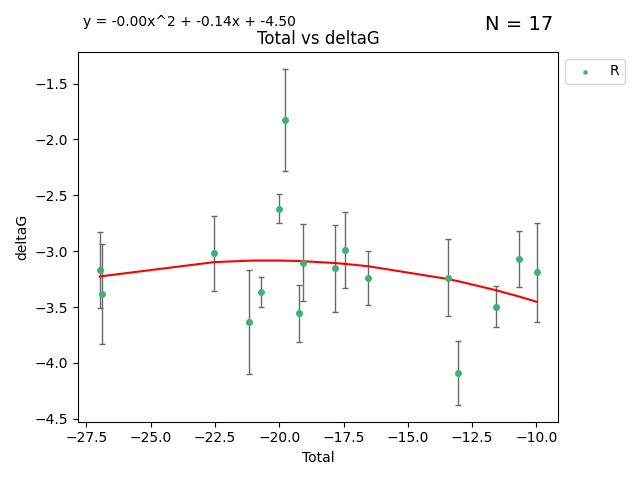 y = -0.00x^2 + -0.14x + -4.50
N = 17
Total vs deltaG
R
deltaG
−1.5
−2.0
−2.5
−3.0
−3.5
−4.0
−4.5
−27.5 −25.0 −22.5 −20.0 −17.5 −15.0 −12.5 −10.0
Total